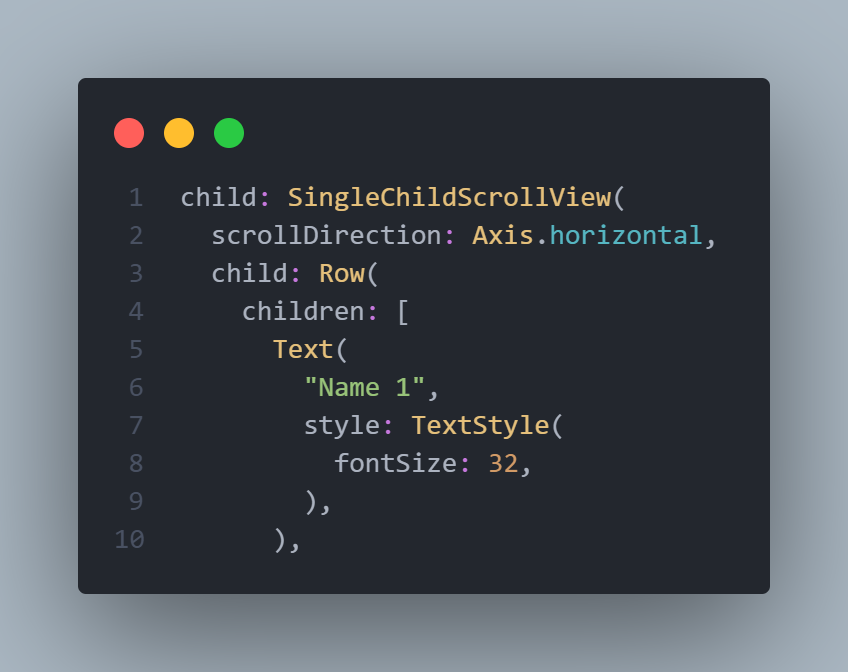 1 child: SingleChildScrollView(
2   scrollDirection: Axis.horizontal,
3   child: Row(
4     children: [
5       Text(
6         "Name 1",
7         style: TextStyle(
8           fontSize: 32,
9         ),
10       ),